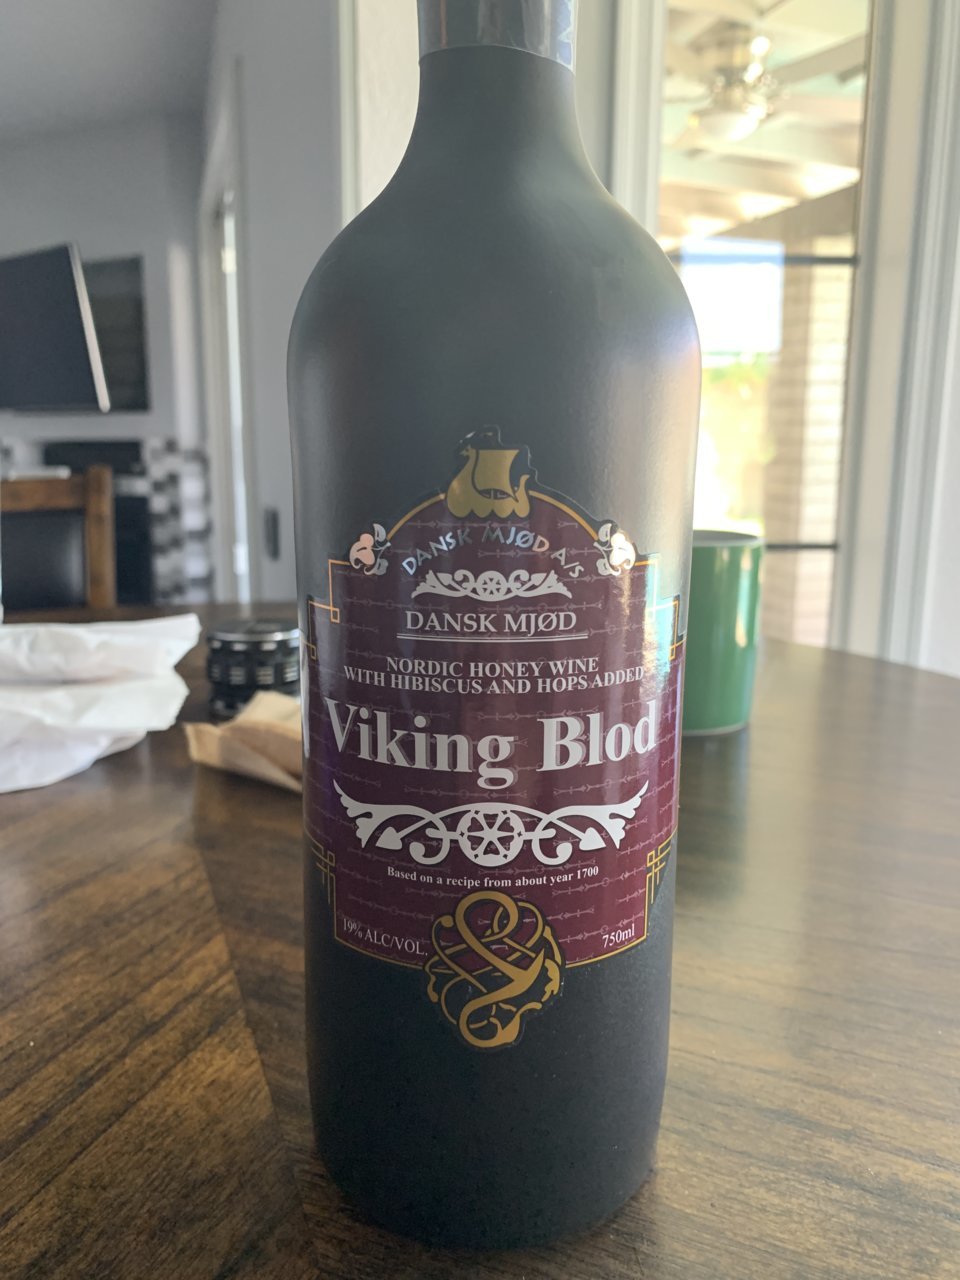 DANSK MJØD A/S
DANSK MJØD
NORDIC HONEY WINE
WITH HIBISCUS AND HOPS ADDED
Viking Blod
Based on a recipe from about year 1700
19% ALC/VOL.
750ml